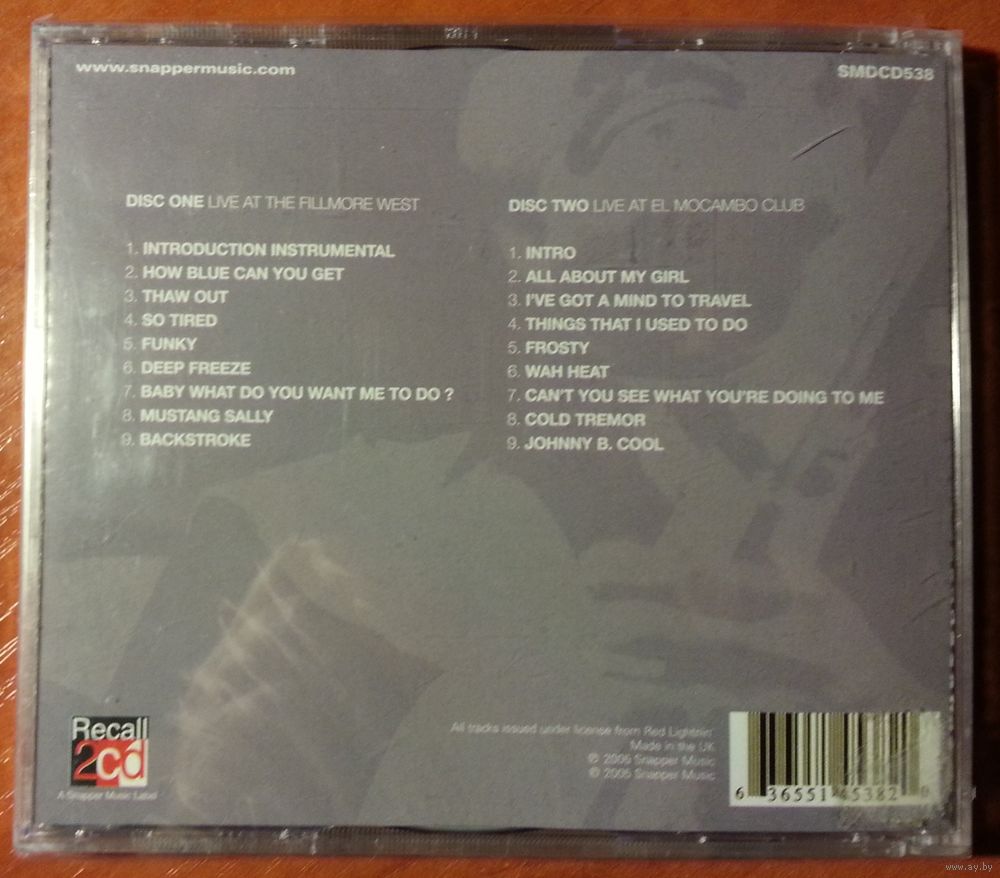 www.snappermusic.com
SMDCD538
DISC ONE LIVE AT THE FILLMORE WEST
1. INTRODUCTION INSTRUMENTAL
2. HOW BLUE CAN YOU GET
3. THAW OUT
4. SO TIRED
5. FUNKY
6. DEEP FREEZE
7. BABY WHAT DO YOU WANT ME TO DO ?
8. MUSTANG SALLY
9. BACKSTROKE
DISC TWO LIVE AT EL MOCAMBO CLUB
1. INTRO
2. ALL ABOUT MY GIRL
3. I'VE GOT A MIND TO TRAVEL
4. THINGS THAT I USED TO DO
5. FROSTY
6. WAH HEAT
7. CAN'T YOU SEE WHAT YOU'RE DOING TO ME
8. COLD TREMOR
9. JOHNNY B. COOL
Recall
2cd
A Snapper Music Label
All tracks issued under license from Red Lightnin'
Made in the UK
℗ 2005 Snapper Music
© 2005 Snapper Music
6 36551 45382 0
www.ay.by